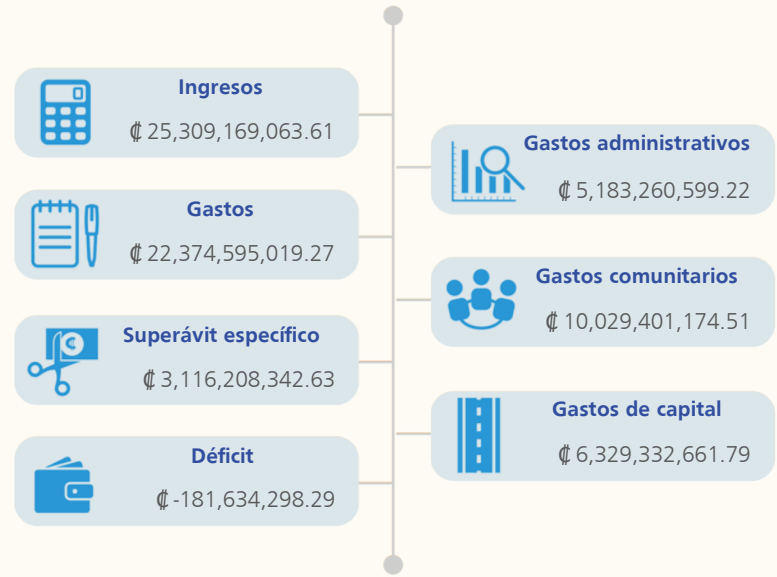 Ingresos
₡ 25,309,169,063.61
Gastos
₡ 22,374,595,019.27
Superávit específico
₡ 3,116,208,342.63
Déficit
₡ -181,634,298.29
Gastos administrativos
₡ 5,183,260,599.22
Gastos comunitarios
₡ 10,029,401,174.51
Gastos de capital
₡ 6,329,332,661.79